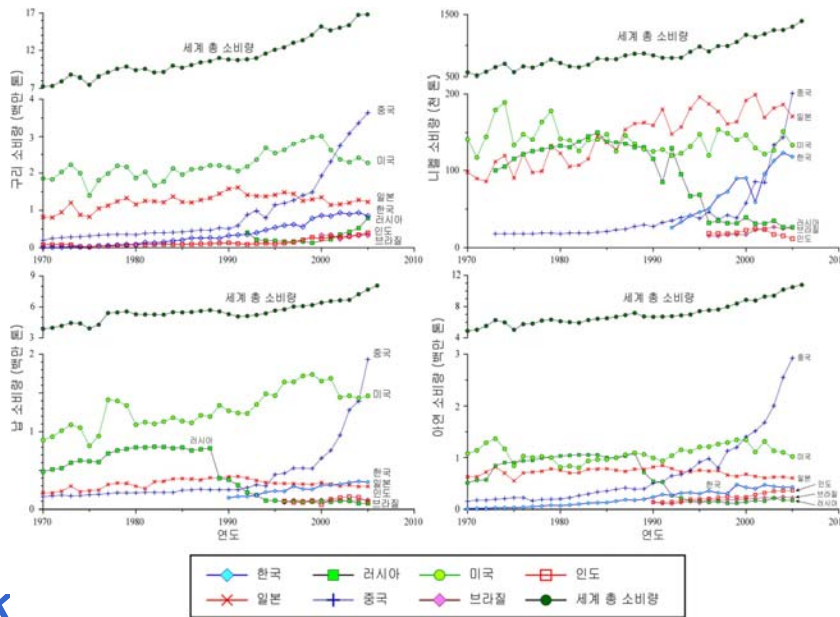 세계 총 소비량
17
12
7
4
3
2
1
0
1970
1980
1990
2000
2010
구리 소비량 (백만 톤)
중국
미국
일본
한국
러시아
인도
브라질
세계 총 소비량
1500
500
200
100
0
1970
1980
1990
2000
2010
니켈 소비량 (천 톤)
중국
일본
미국
한국
러시아
브라질
인도
세계 총 소비량
9
6
3
2
1
0
1970
1980
1990
2000
2010
납 소비량 (백만 톤)
연도
중국
미국
러시아
한국
일본
인도
브라질
세계 총 소비량
12
8
4
3
2
1
0
1970
1980
1990
2000
2010
아연 소비량 (백만 톤)
연도
중국
미국
일본
한국
인도
브라질
러시아
한국 러시아 미국 인도
일본 중국 브라질 세계 총 소비량